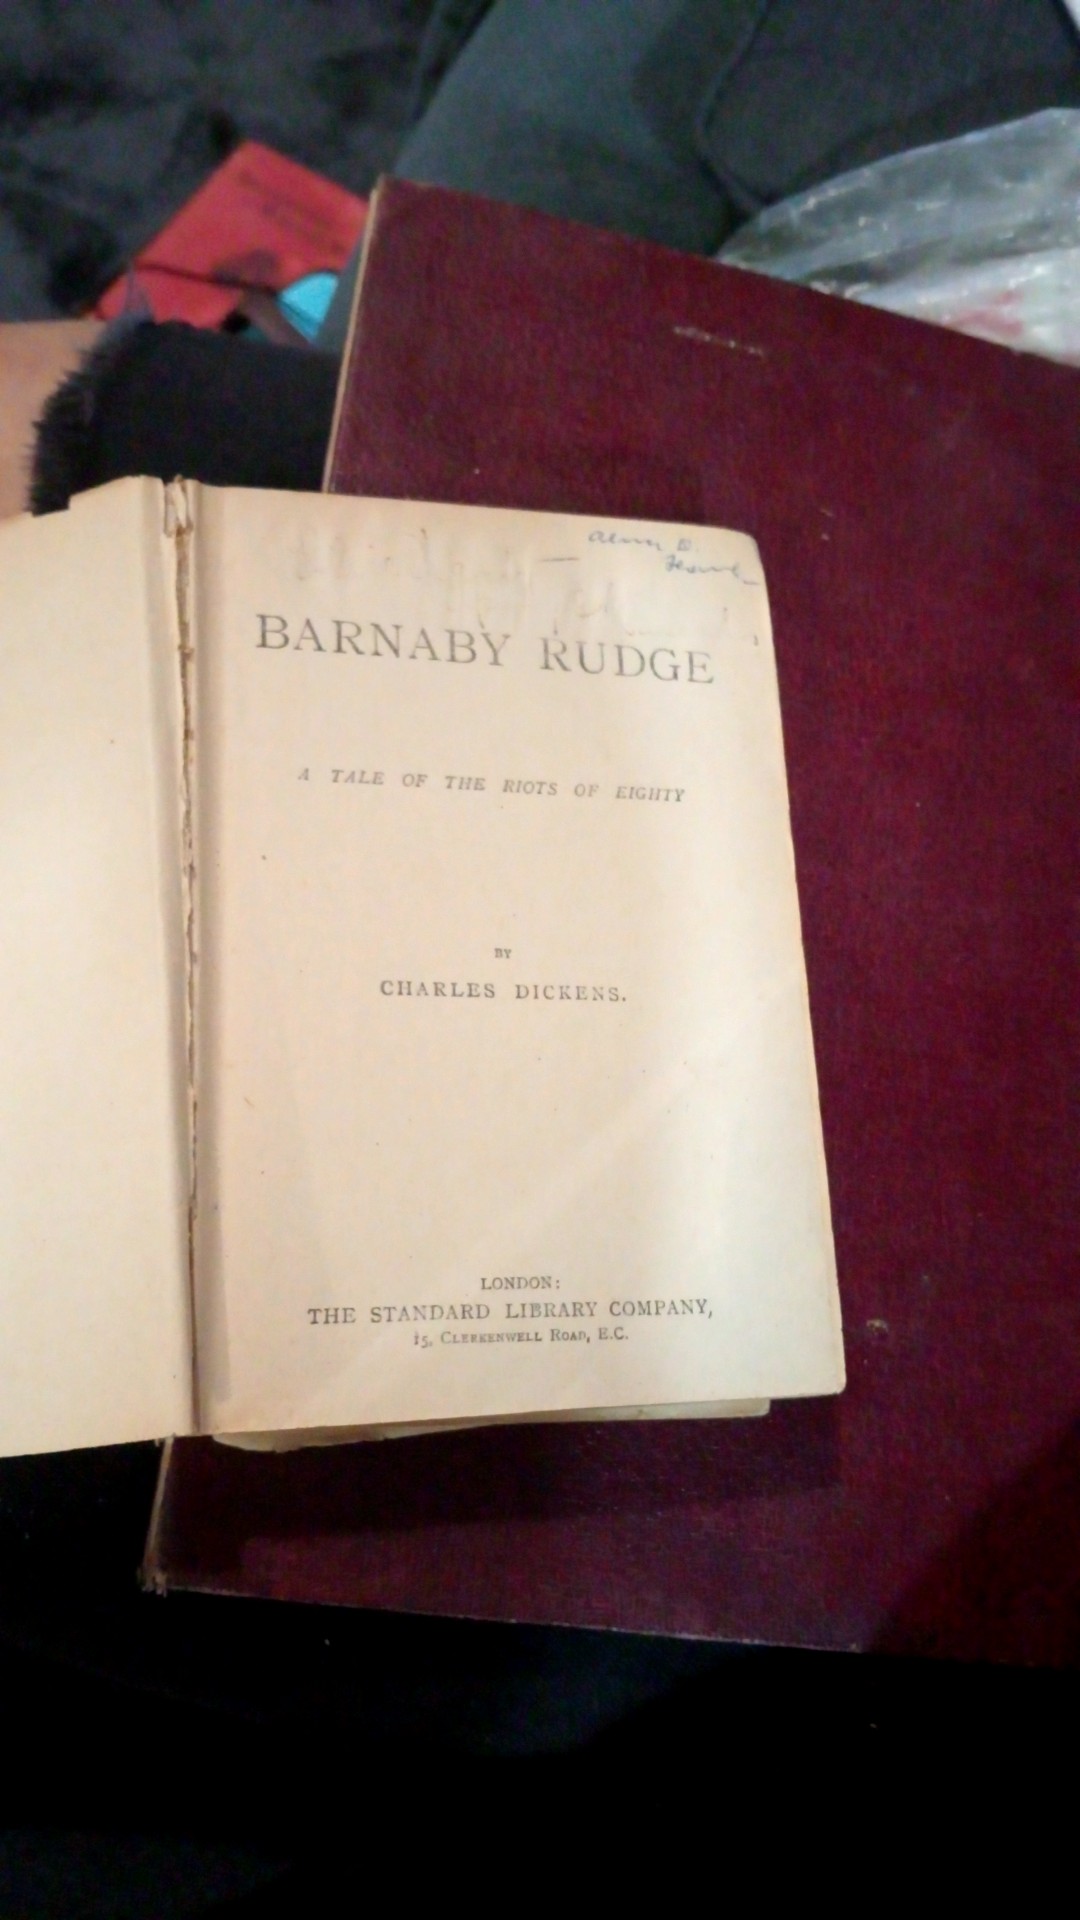 BARNABY RUDGE
A TALE OF THE RIOTS OF EIGHTY
BY
CHARLES DICKENS.
LONDON:
THE STANDARD LIBRARY COMPANY,
15, CLERKENWELL ROAD, E.C.